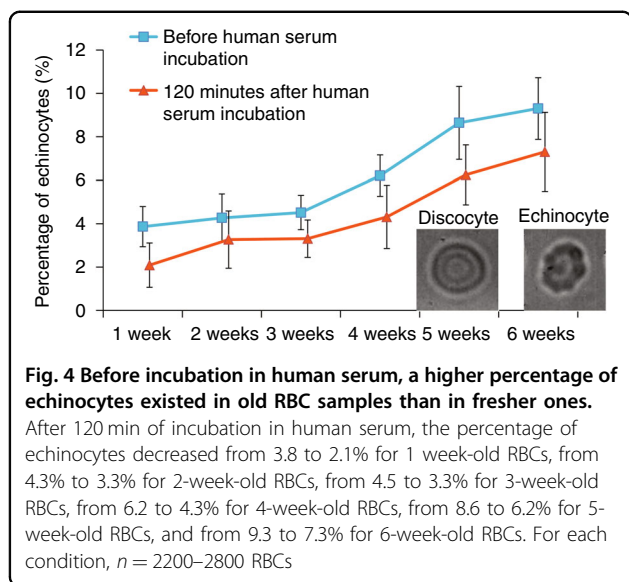 Percentage of echinocytes (%)
12
10
8
6
4
2
0
Before human serum
incubation
120 minutes after human
serum incubation
Discocyte
Echinocyte
1 week
2 weeks
3 weeks
4 weeks
5 weeks
6 weeks
Fig. 4 Before incubation in human serum, a higher percentage of
echinocytes existed in old RBC samples than in fresher ones.
After 120 min of incubation in human serum, the percentage of
echinocytes decreased from 3.8 to 2.1% for 1 week-old RBCs, from
4.3% to 3.3% for 2-week-old RBCs, from 4.5 to 3.3% for 3-week-old
RBCs, from 6.2 to 4.3% for 4-week-old RBCs, from 8.6 to 6.2% for 5-
week-old RBCs, and from 9.3 to 7.3% for 6-week-old RBCs. For each
condition, n = 2200–2800 RBCs